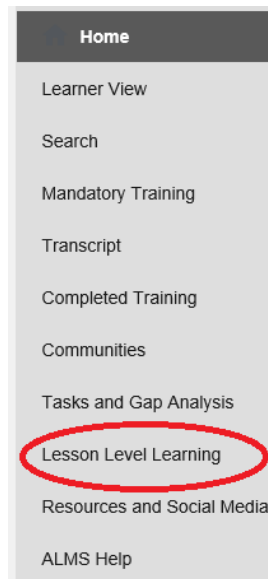 Home
Learner View
Search
Mandatory Training
Transcript
Completed Training
Communities
Tasks and Gap Analysis
Lesson Level Learning
Resources and Social Media
ALMS Help